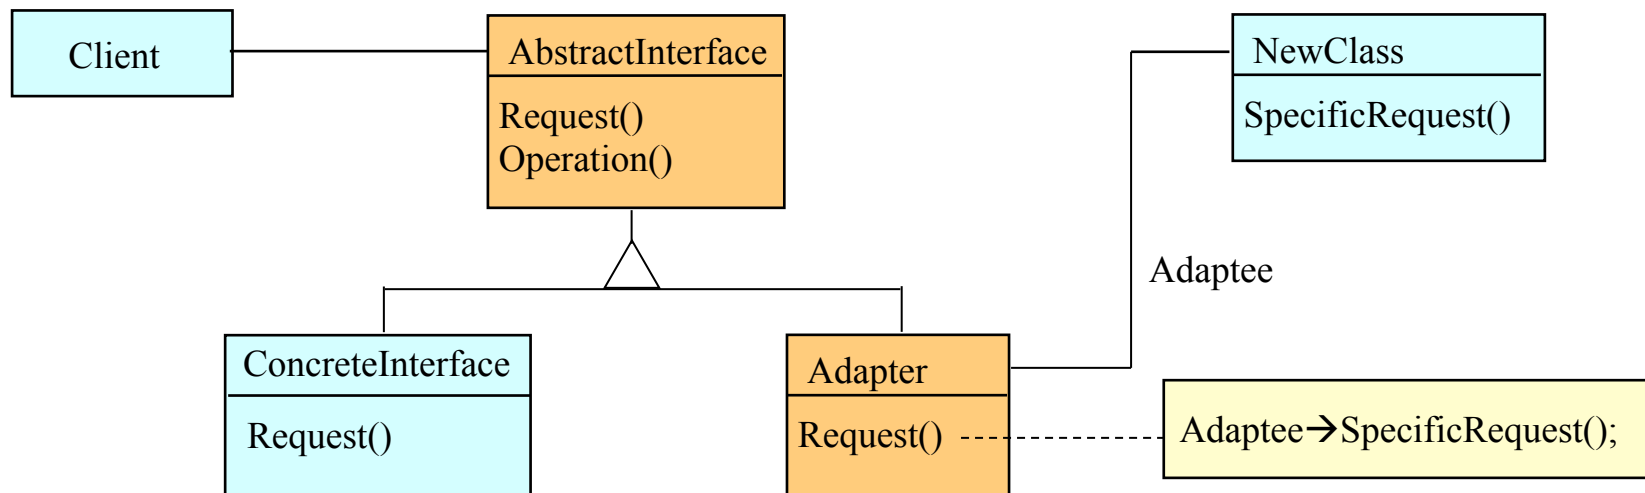 Client
AbstractInterface
Request()
Operation()
NewClass
SpecificRequest()
Adaptee
ConcreteInterface
Request()
Adapter
Request()
Adaptee→SpecificRequest();